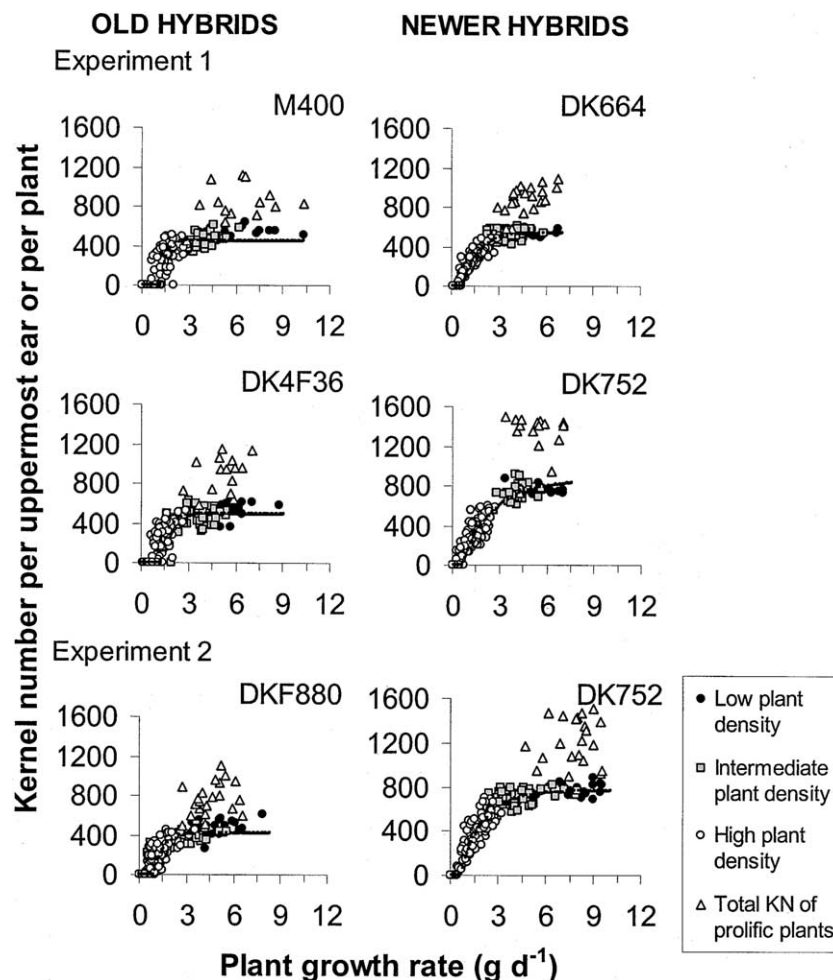 OLD HYBRIDS NEWER HYBRIDS
Experiment 1
Kernel number per uppermost ear or per plant
M400
1600
1200
800
400
0
0 3 6 9 12
DK664
1600
1200
800
400
0
0 3 6 9 12
DK4F36
1600
1200
800
400
0
0 3 6 9 12
DK752
1600
1200
800
400
0
0 3 6 9 12
Experiment 2
DKF880
1600
1200
800
400
0
0 3 6 9 12
DK752
1600
1200
800
400
0
0 3 6 9 12
Plant growth rate (g d-1)
Low plant
density
Intermediate
plant density
High plant
density
Total KN of
prolific plants